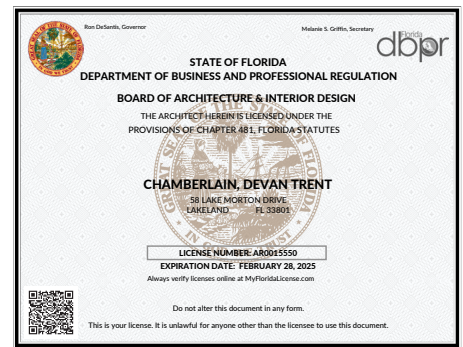 Ron DeSantis, Governor
Melanie S. Griffin, Secretary
Florida
dbpr
STATE OF FLORIDA
DEPARTMENT OF BUSINESS AND PROFESSIONAL REGULATION
BOARD OF ARCHITECTURE & INTERIOR DESIGN
THE ARCHITECT HEREIN IS LICENSED UNDER THE
PROVISIONS OF CHAPTER 481, FLORIDA STATUTES
CHAMBERLAIN, DEVAN TRENT
58 LAKE MORTON DRIVE
LAKELAND FL 33801
LICENSE NUMBER: AR0015550
EXPIRATION DATE: FEBRUARY 28, 2025
Always verify licenses online at MyFloridaLicense.com
Do not alter this document in any form.
This is your license. It is unlawful for anyone other than the licensee to use this document.